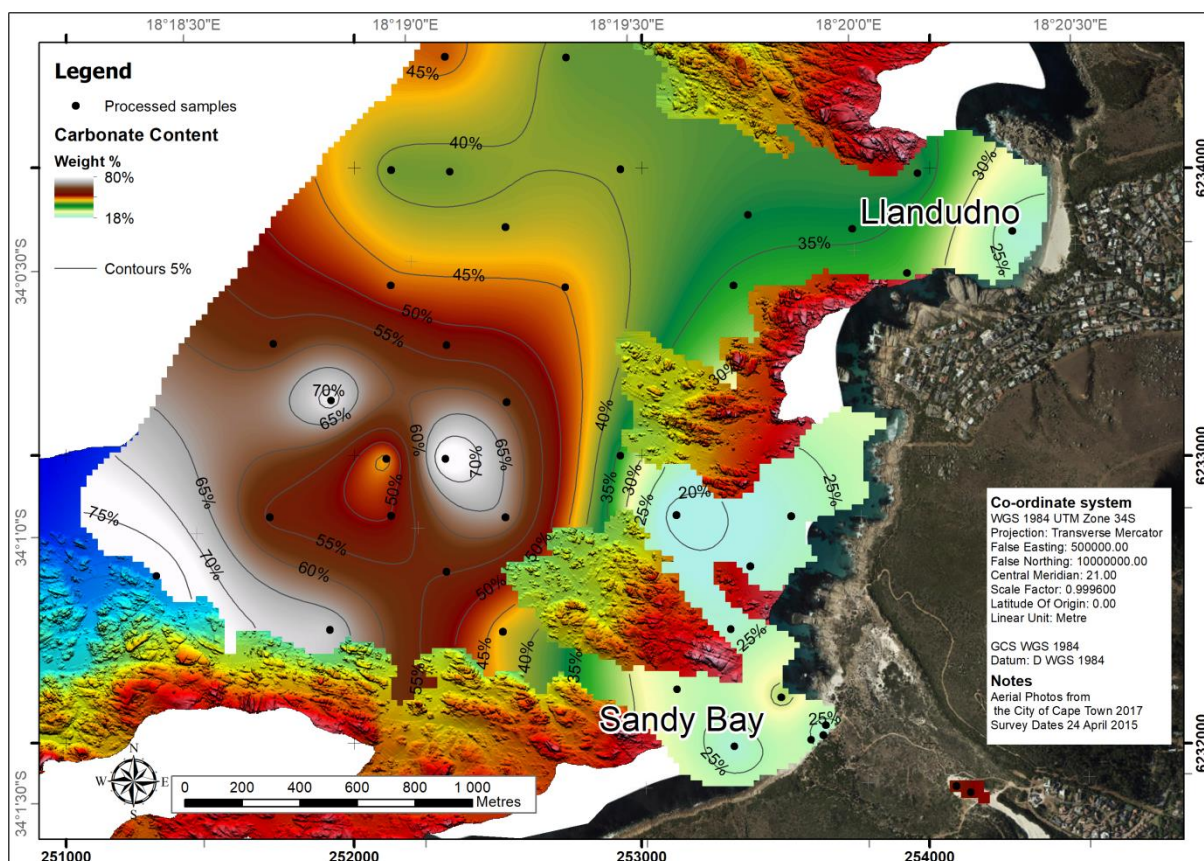 18°18'30"E 18°19'0"E 18°19'30"E 18°20'0"E 18°20'30"E
Legend
Processed samples
Carbonate Content
Weight %
80%
18%
Contours 5%
45%
40%
30%
6234000
Llandudno
35%
25%
34°0'30"S
45%
50%
55%
30%
70%
65%
40%
60%
65%
70%
6233000
50%
35%
30%
25%
20%
25%
65%
75%
70%
34°1'0"S
55%
60%
50%
50%
45%
40%
35%
55%
25%
Sandy Bay
25%
25%
6232000
Co-ordinate system
WGS 1984 UTM Zone 34S
Projection: Transverse Mercator
False Easting: 500000.00
False Northing: 10000000.00
Central Meridian: 21.00
Scale Factor: 0.999600
Latitude Of Origin: 0.00
Linear Unit: Metre
GCS WGS 1984
Datum: D WGS 1984
Notes
Aerial Photos from
the City of Cape Town 2017
Survey Dates 24 April 2015
N
W E
S
0 200 400 600 800 1000
Metres
34°1'30"S
251000 252000 253000 254000